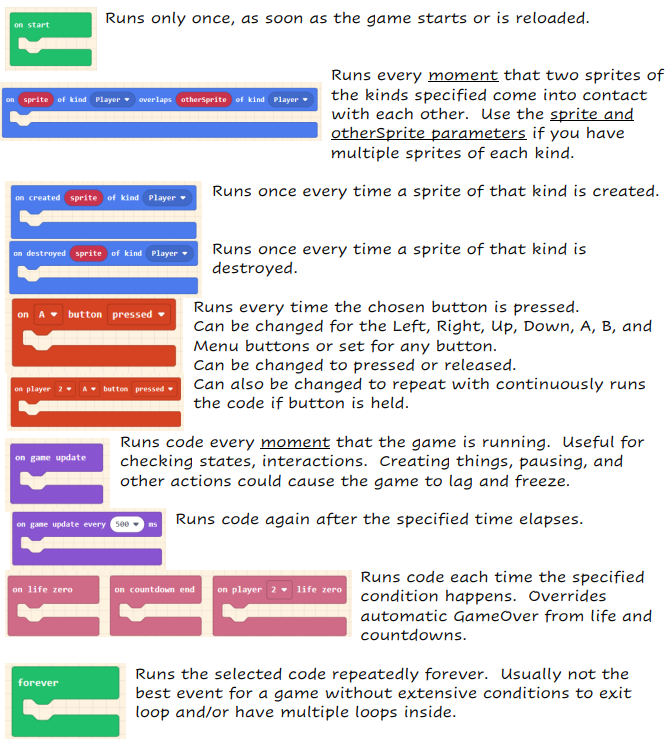 on start
Runs only once, as soon as the game starts or is reloaded.
on sprite of kind Player overlaps otherSprite of kind Player
Runs every moment that two sprites of
the kinds specified come into contact
with each other. Use the sprite and
otherSprite parameters if you have
multiple sprites of each kind.
on created sprite of kind Player
Runs once every time a sprite of that kind is created.
on destroyed sprite of kind Player
Runs once every time a sprite of that kind is
destroyed.
on A button pressed
Runs every time the chosen button is pressed.
Can be changed for the Left, Right, Up, Down, A, B, and
Menu buttons or set for any button.
Can be changed to pressed or released.
Can also be changed to repeat with continuously runs
the code if button is held.
on player 2 A button pressed
on game update
Runs code every moment that the game is running. Useful for
checking states, interactions. Creating things, pausing, and
other actions could cause the game to lag and freeze.
on game update every 500 ms
Runs code again after the specified time elapses.
on life zero
on countdown end
on player 2 life zero
Runs code each time the specified
condition happens. Overrides
automatic GameOver from life and
countdowns.
forever
Runs the selected code repeatedly forever. Usually not the
best event for a game without extensive conditions to exit
loop and/or have multiple loops inside.